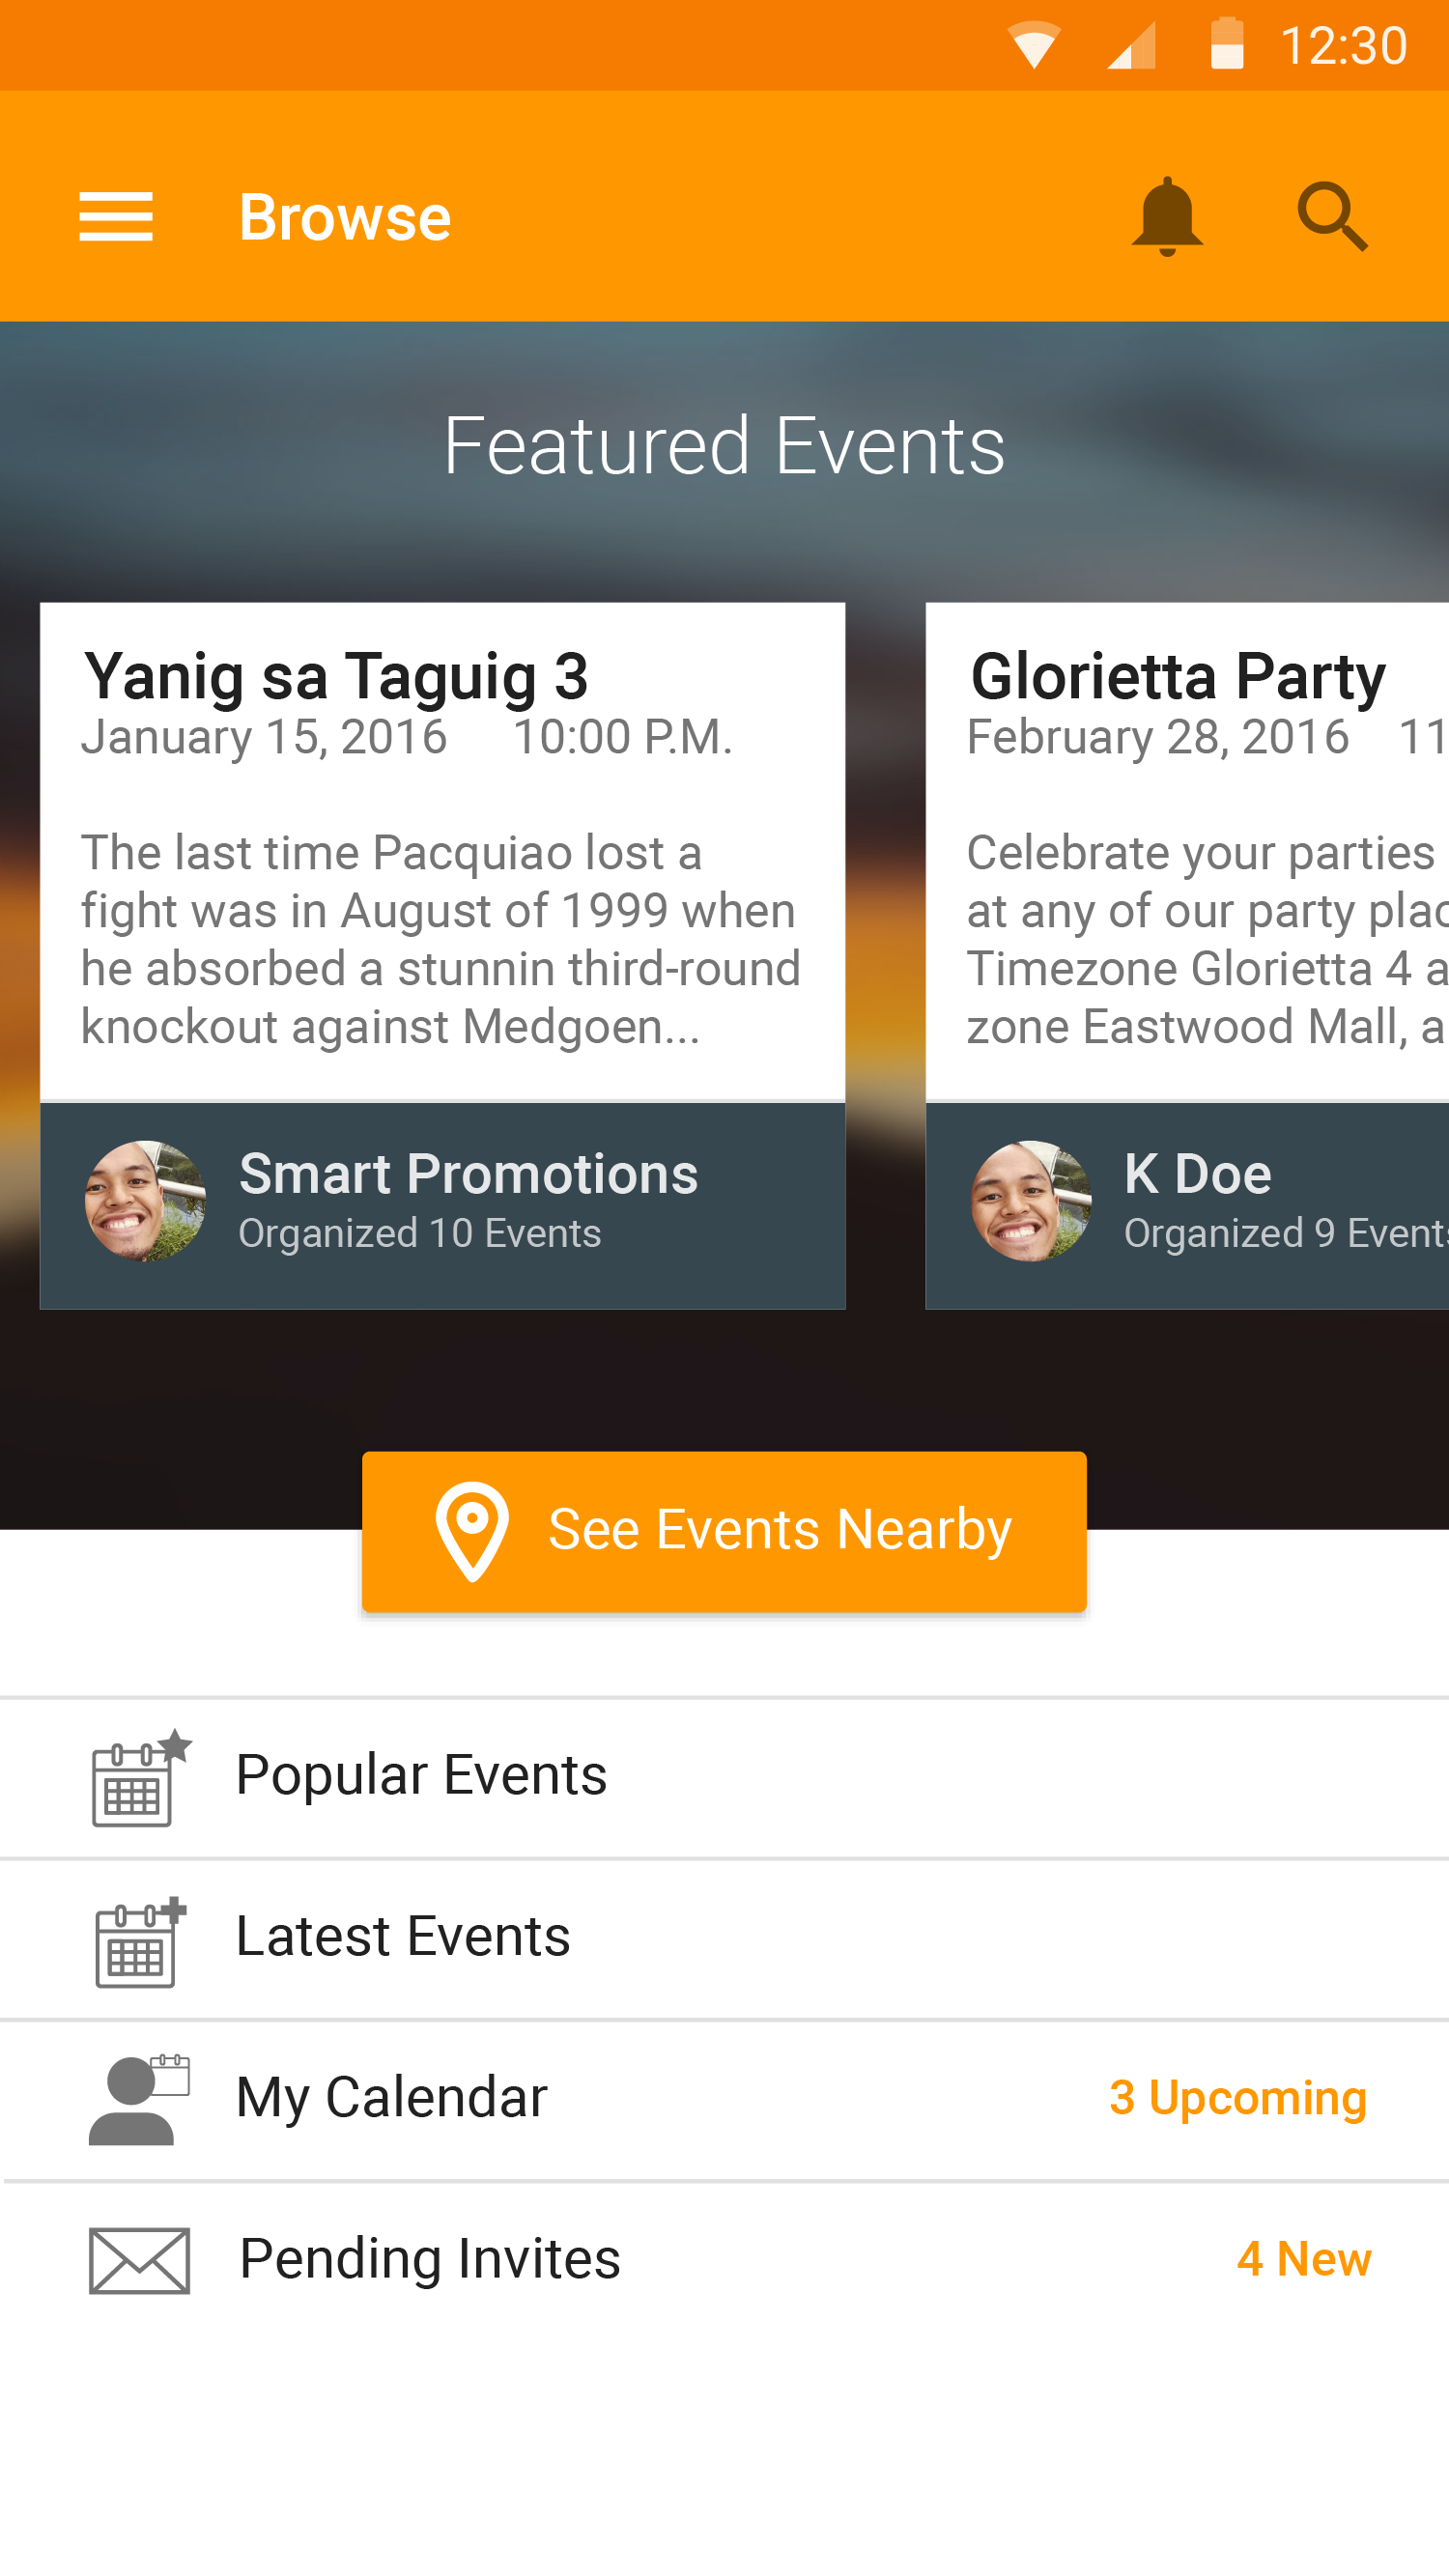 12:30
Browse
Featured Events
Yanig sa Taguig 3
January 15, 2016 10:00 P.M.
The last time Pacquiao lost a
fight was in August of 1999 when
he absorbed a stunnin third-round
knockout against Medgoen...
Smart Promotions
Organized 10 Events
Glorietta Party
February 28, 2016 11
Celebrate your parties
at any of our party plac
Timezone Glorietta 4 a
zone Eastwood Mall, a
K Doe
Organized 9 Events
See Events Nearby
Popular Events
Latest Events
My Calendar
3 Upcoming
Pending Invites
4 New